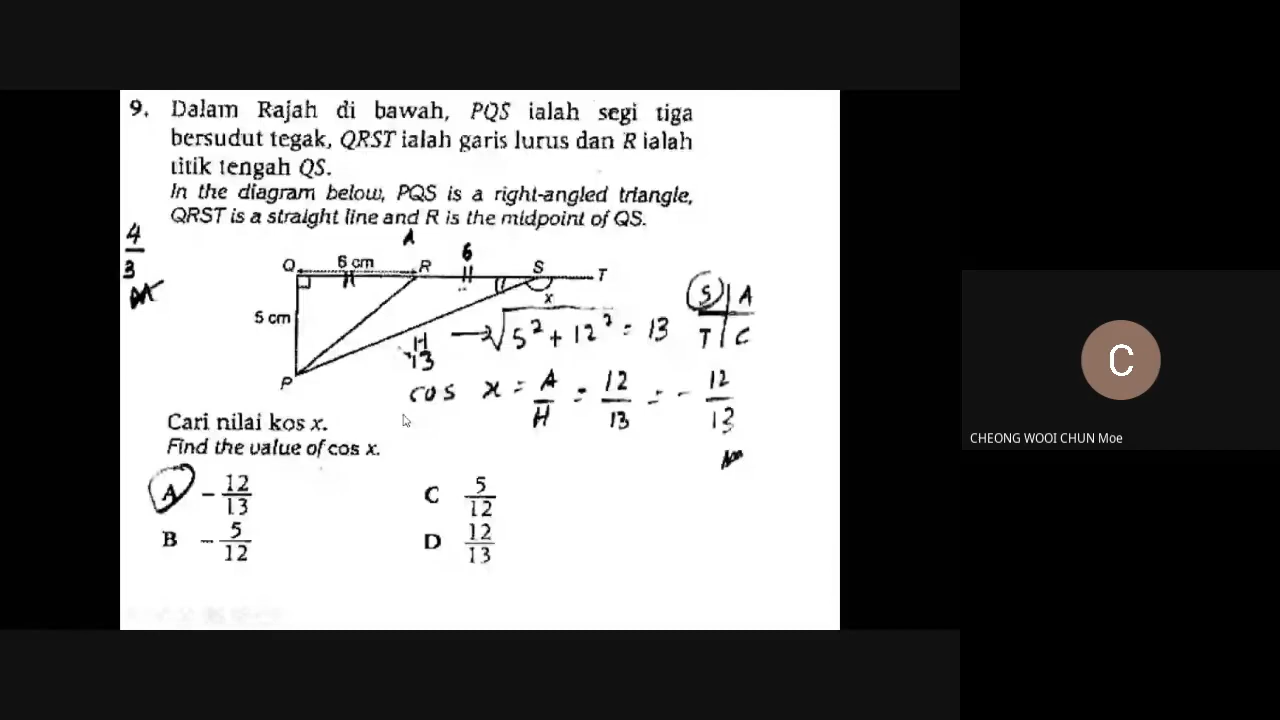 9. Dalam Rajah di bawah, PQS ialah segi tiga
bersudut tegak, QRST ialah garis lurus dan R ialah
titik tengah QS.
In the diagram below, PQS is a right-angled triangle,
QRST is a straight line and R is the midpoint of QS.
4
3
A
6
Q 6 cm R S T
5 cm
x
P
H
13
→ √5² + 12² = 13
S A
T C
cos x = A/H = 12/13 = - 12/13
Cari nilai kos x.
Find the value of cos x.
A - 12/13
C 5/12
B - 5/12
D 12/13
C
CHEONG WOOI CHUN Moe